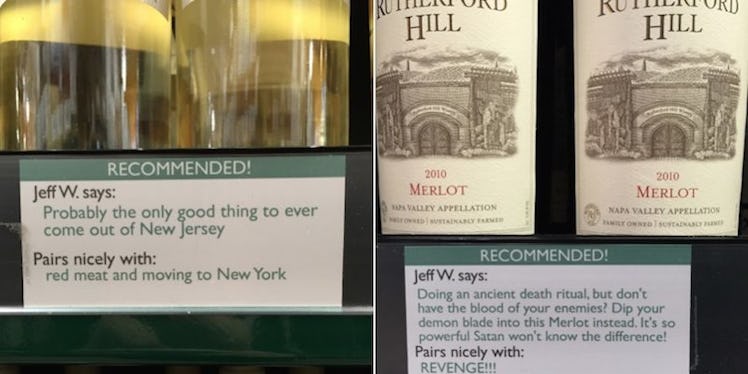 RECOMMENDED!
Jeff W. says:
Probably the only good thing to ever
come out of New Jersey
Pairs nicely with:
red meat and moving to New York
RUTHERFORD
HILL
2010
MERLOT
NAPA VALLEY APPELLATION
FAMILY OWNED | SUSTAINABLY FARMED
RUTHERFORD
HILL
2010
MERLOT
NAPA VALLEY APPELLATION
FAMILY OWNED | SUSTAINABLY FARMED
RECOMMENDED!
Jeff W. says:
Doing an ancient death ritual, but don't
have the blood of your enemies? Dip your
demon blade into this Merlot instead. It's so
powerful Satan won't know the difference!
Pairs nicely with:
REVENGE!!!